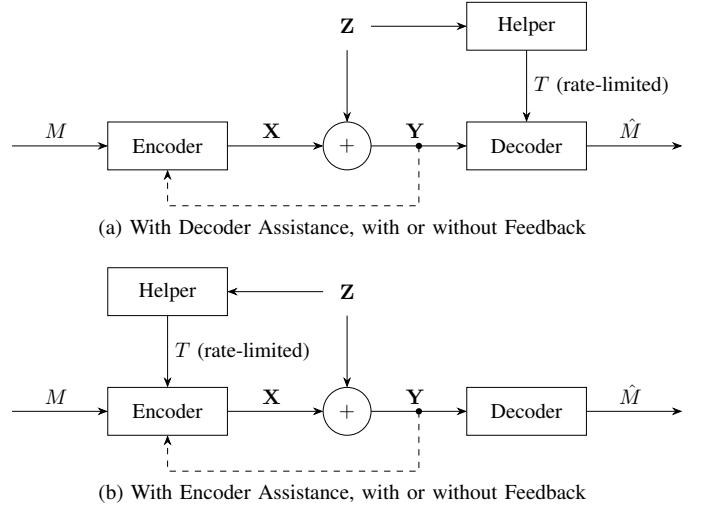 Z Helper
T (rate-limited)
M Encoder X + Y Decoder M̂
(a) With Decoder Assistance, with or without Feedback
Helper Z
T (rate-limited)
M Encoder X + Y Decoder M̂
(b) With Encoder Assistance, with or without Feedback